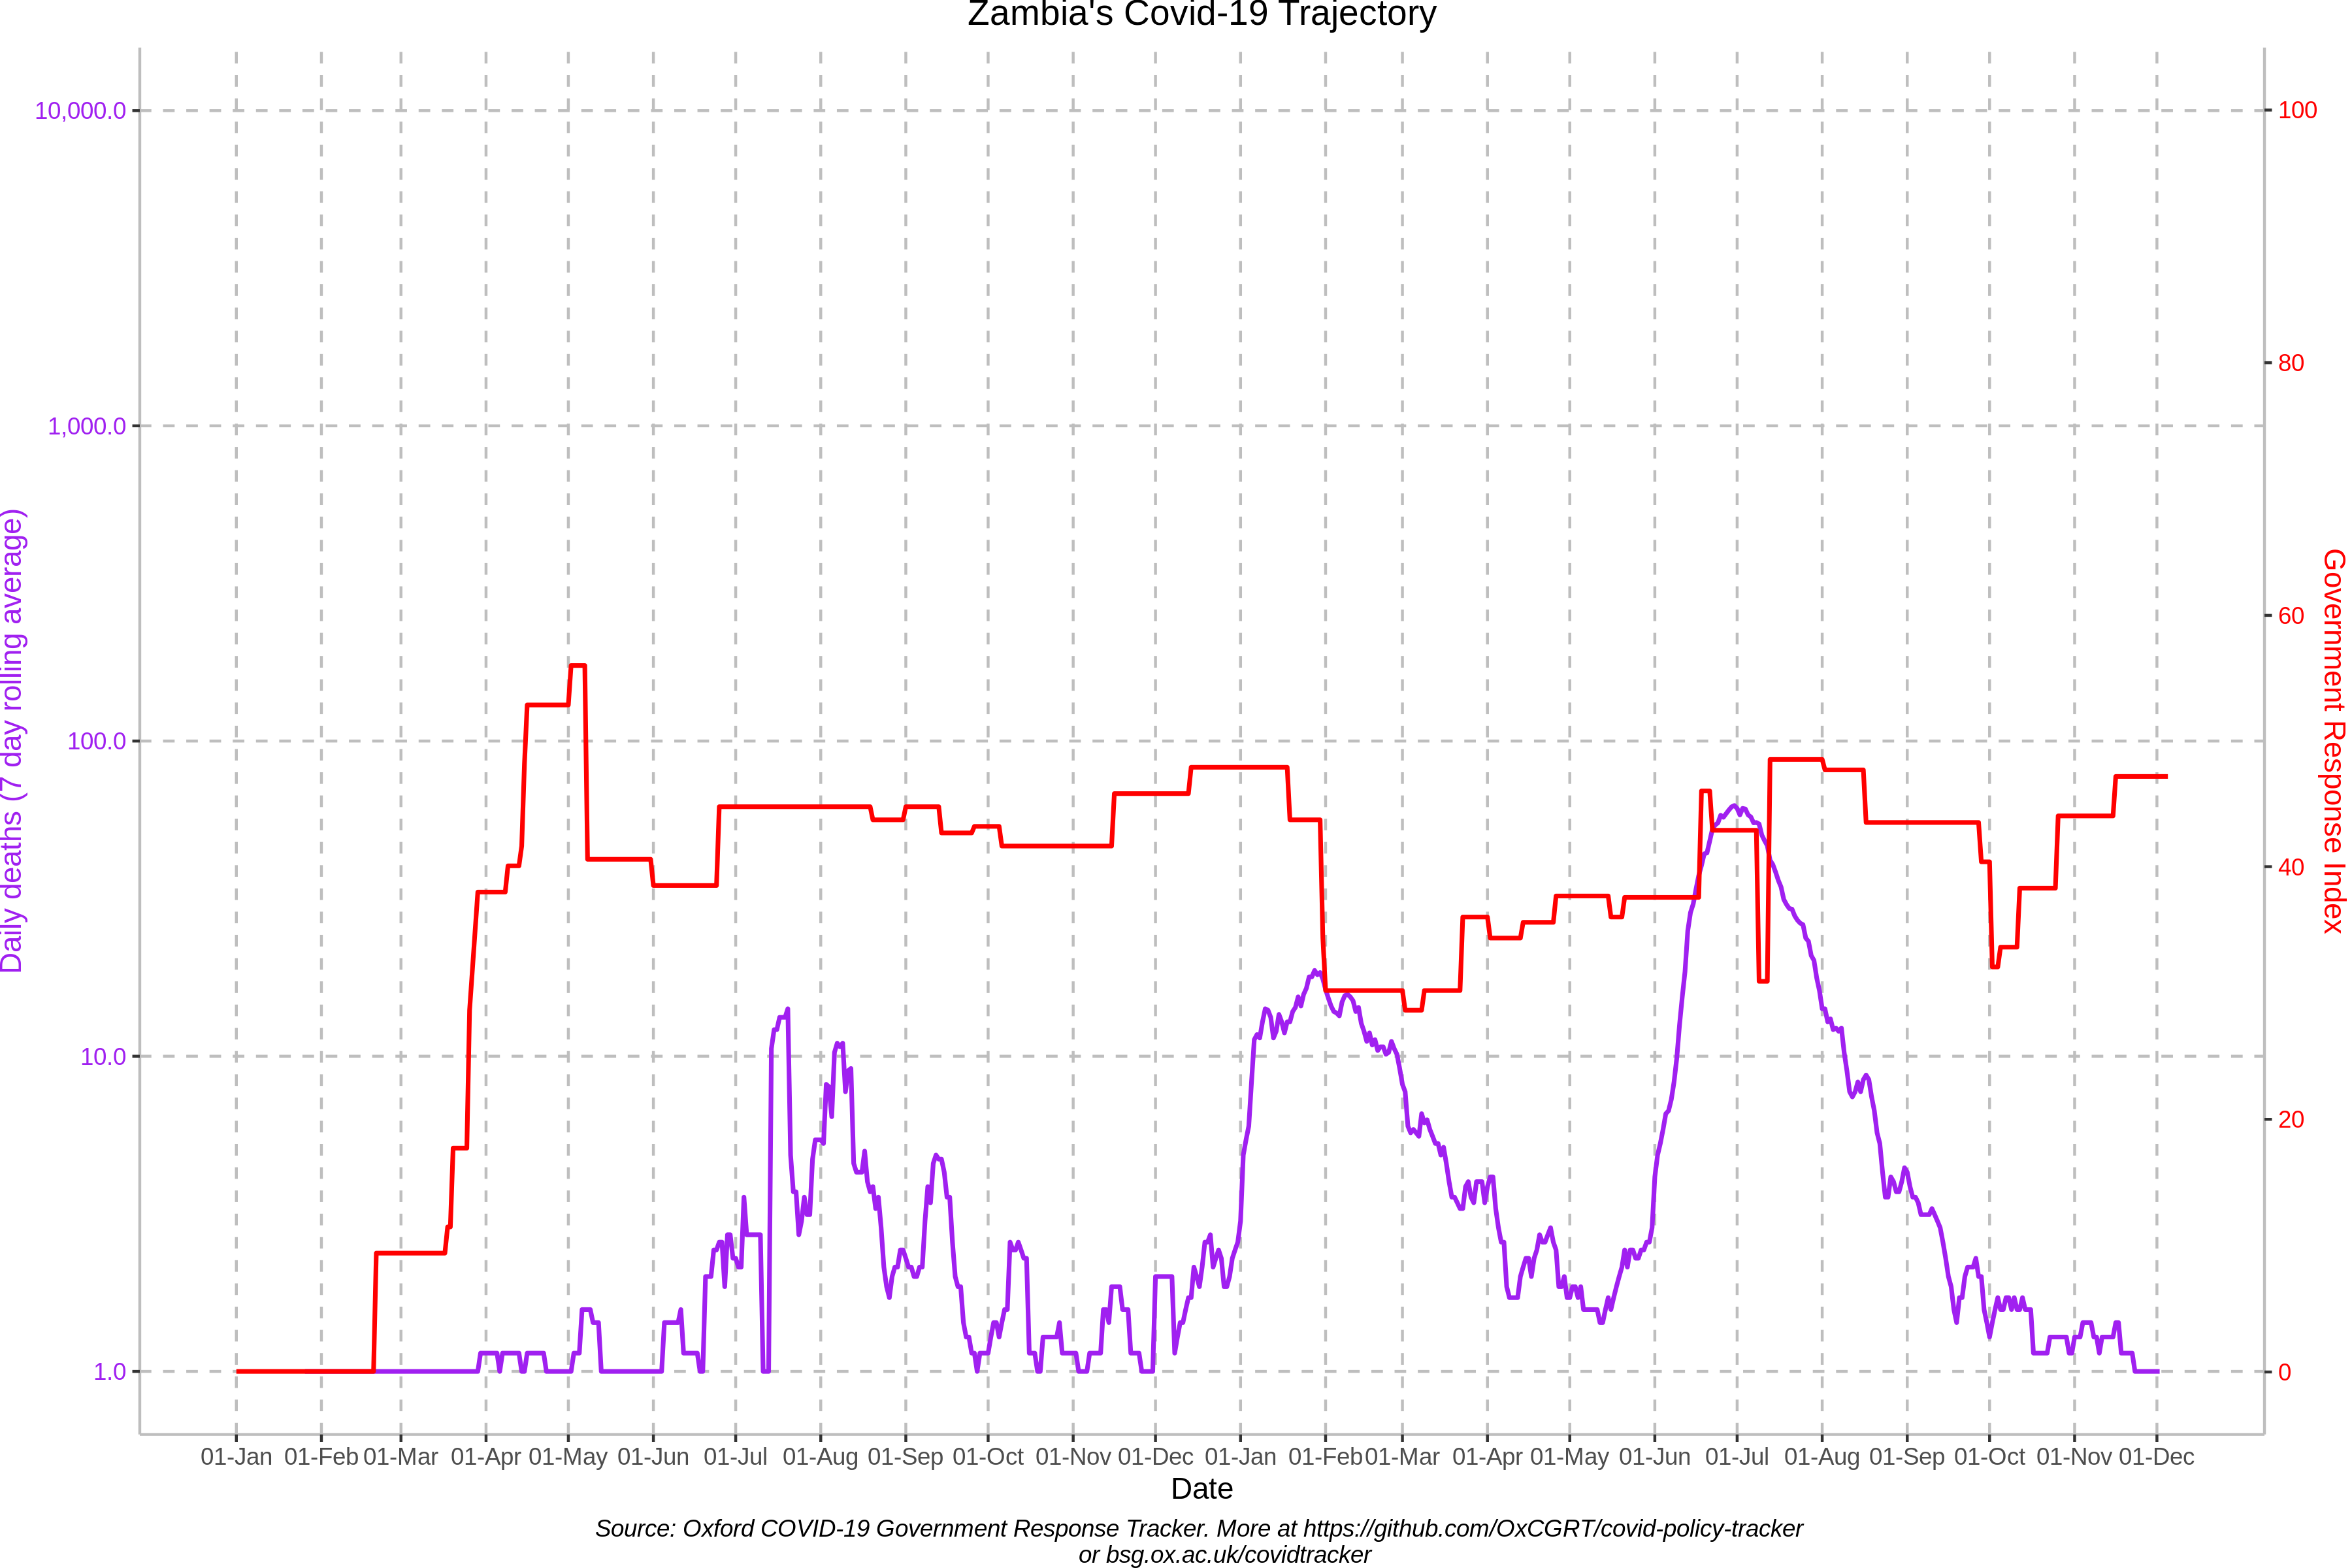 Zambia's Covid-19 Trajectory
10,000.0
1,000.0
100.0
10.0
1.0
Daily deaths (7 day rolling average)
100
80
60
40
20
0
Government Response Index
01-Jan 01-Feb 01-Mar 01-Apr 01-May 01-Jun 01-Jul 01-Aug 01-Sep 01-Oct 01-Nov 01-Dec 01-Jan 01-Feb 01-Mar 01-Apr 01-May 01-Jun 01-Jul 01-Aug 01-Sep 01-Oct 01-Nov 01-Dec
Date
Source: Oxford COVID-19 Government Response Tracker. More at https://github.com/OxCGRT/covid-policy-tracker
or bsg.ox.ac.uk/covidtracker